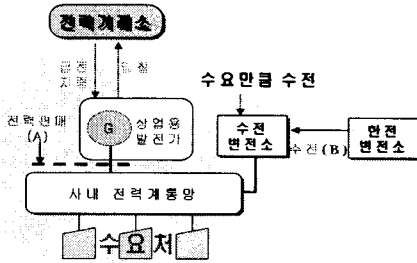 전력거래소
급전
지령
입찰
수요만큼 수전
전력판매
(A)
G
상업용
발전기
수전
변전소
수전(B)
한전
변전소
사내 전력계통망
수요처